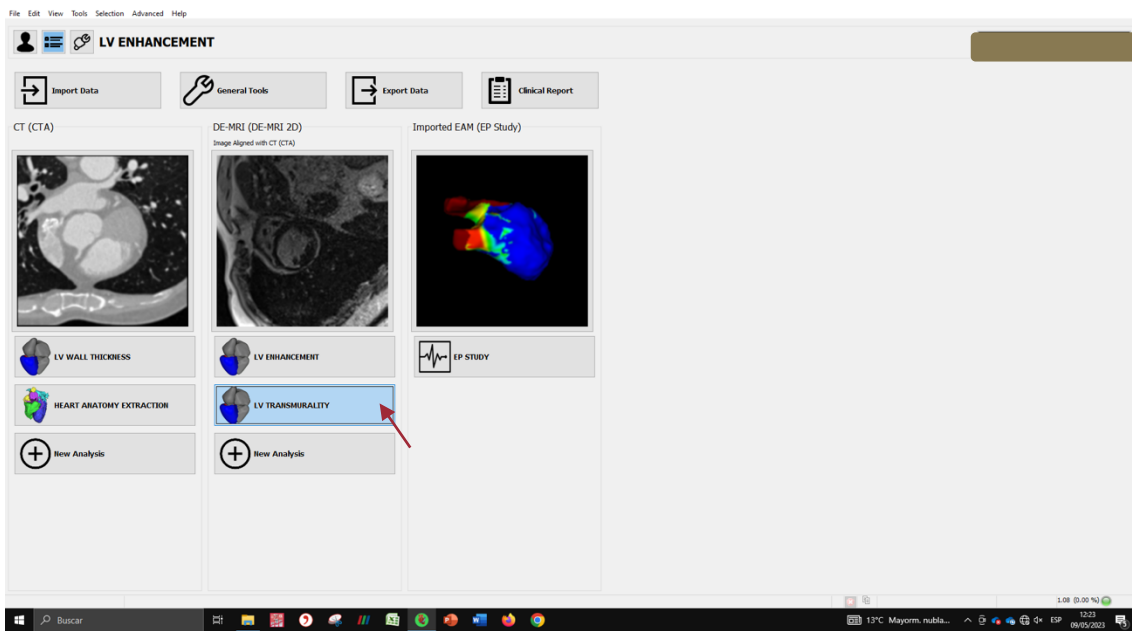 File Edit View Tools Selection Advanced Help
LV ENHANCEMENT
Import Data
General Tools
Export Data
Clinical Report
CT (CTA)
DE-MRI (DE-MRI 2D)
Imported EAM (EP Study)
Image Aligned with CT (CTA)
LV WALL THICKNESS
LV ENHANCEMENT
EP STUDY
HEART ANATOMY EXTRACTION
LV TRANSMURALITY
New Analysis
New Analysis
1.08 (0.00 %)
Buscar
13°C Mayorm. nubla...
ESP
12:23
09/05/2023